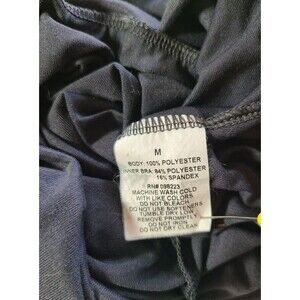 M
BODY: 100% POLYESTER
INNER BRA: 84% POLYESTER
16% SPANDEX
RN# 098223
MACHINE WASH COLD
WITH LIKE COLORS
DO NOT BLEACH
DO NOT USE SOFTENERS
TUMBLE DRY LOW
REMOVE PROMPTLY
DO NOT IRON
DO NOT DRY CLEAN